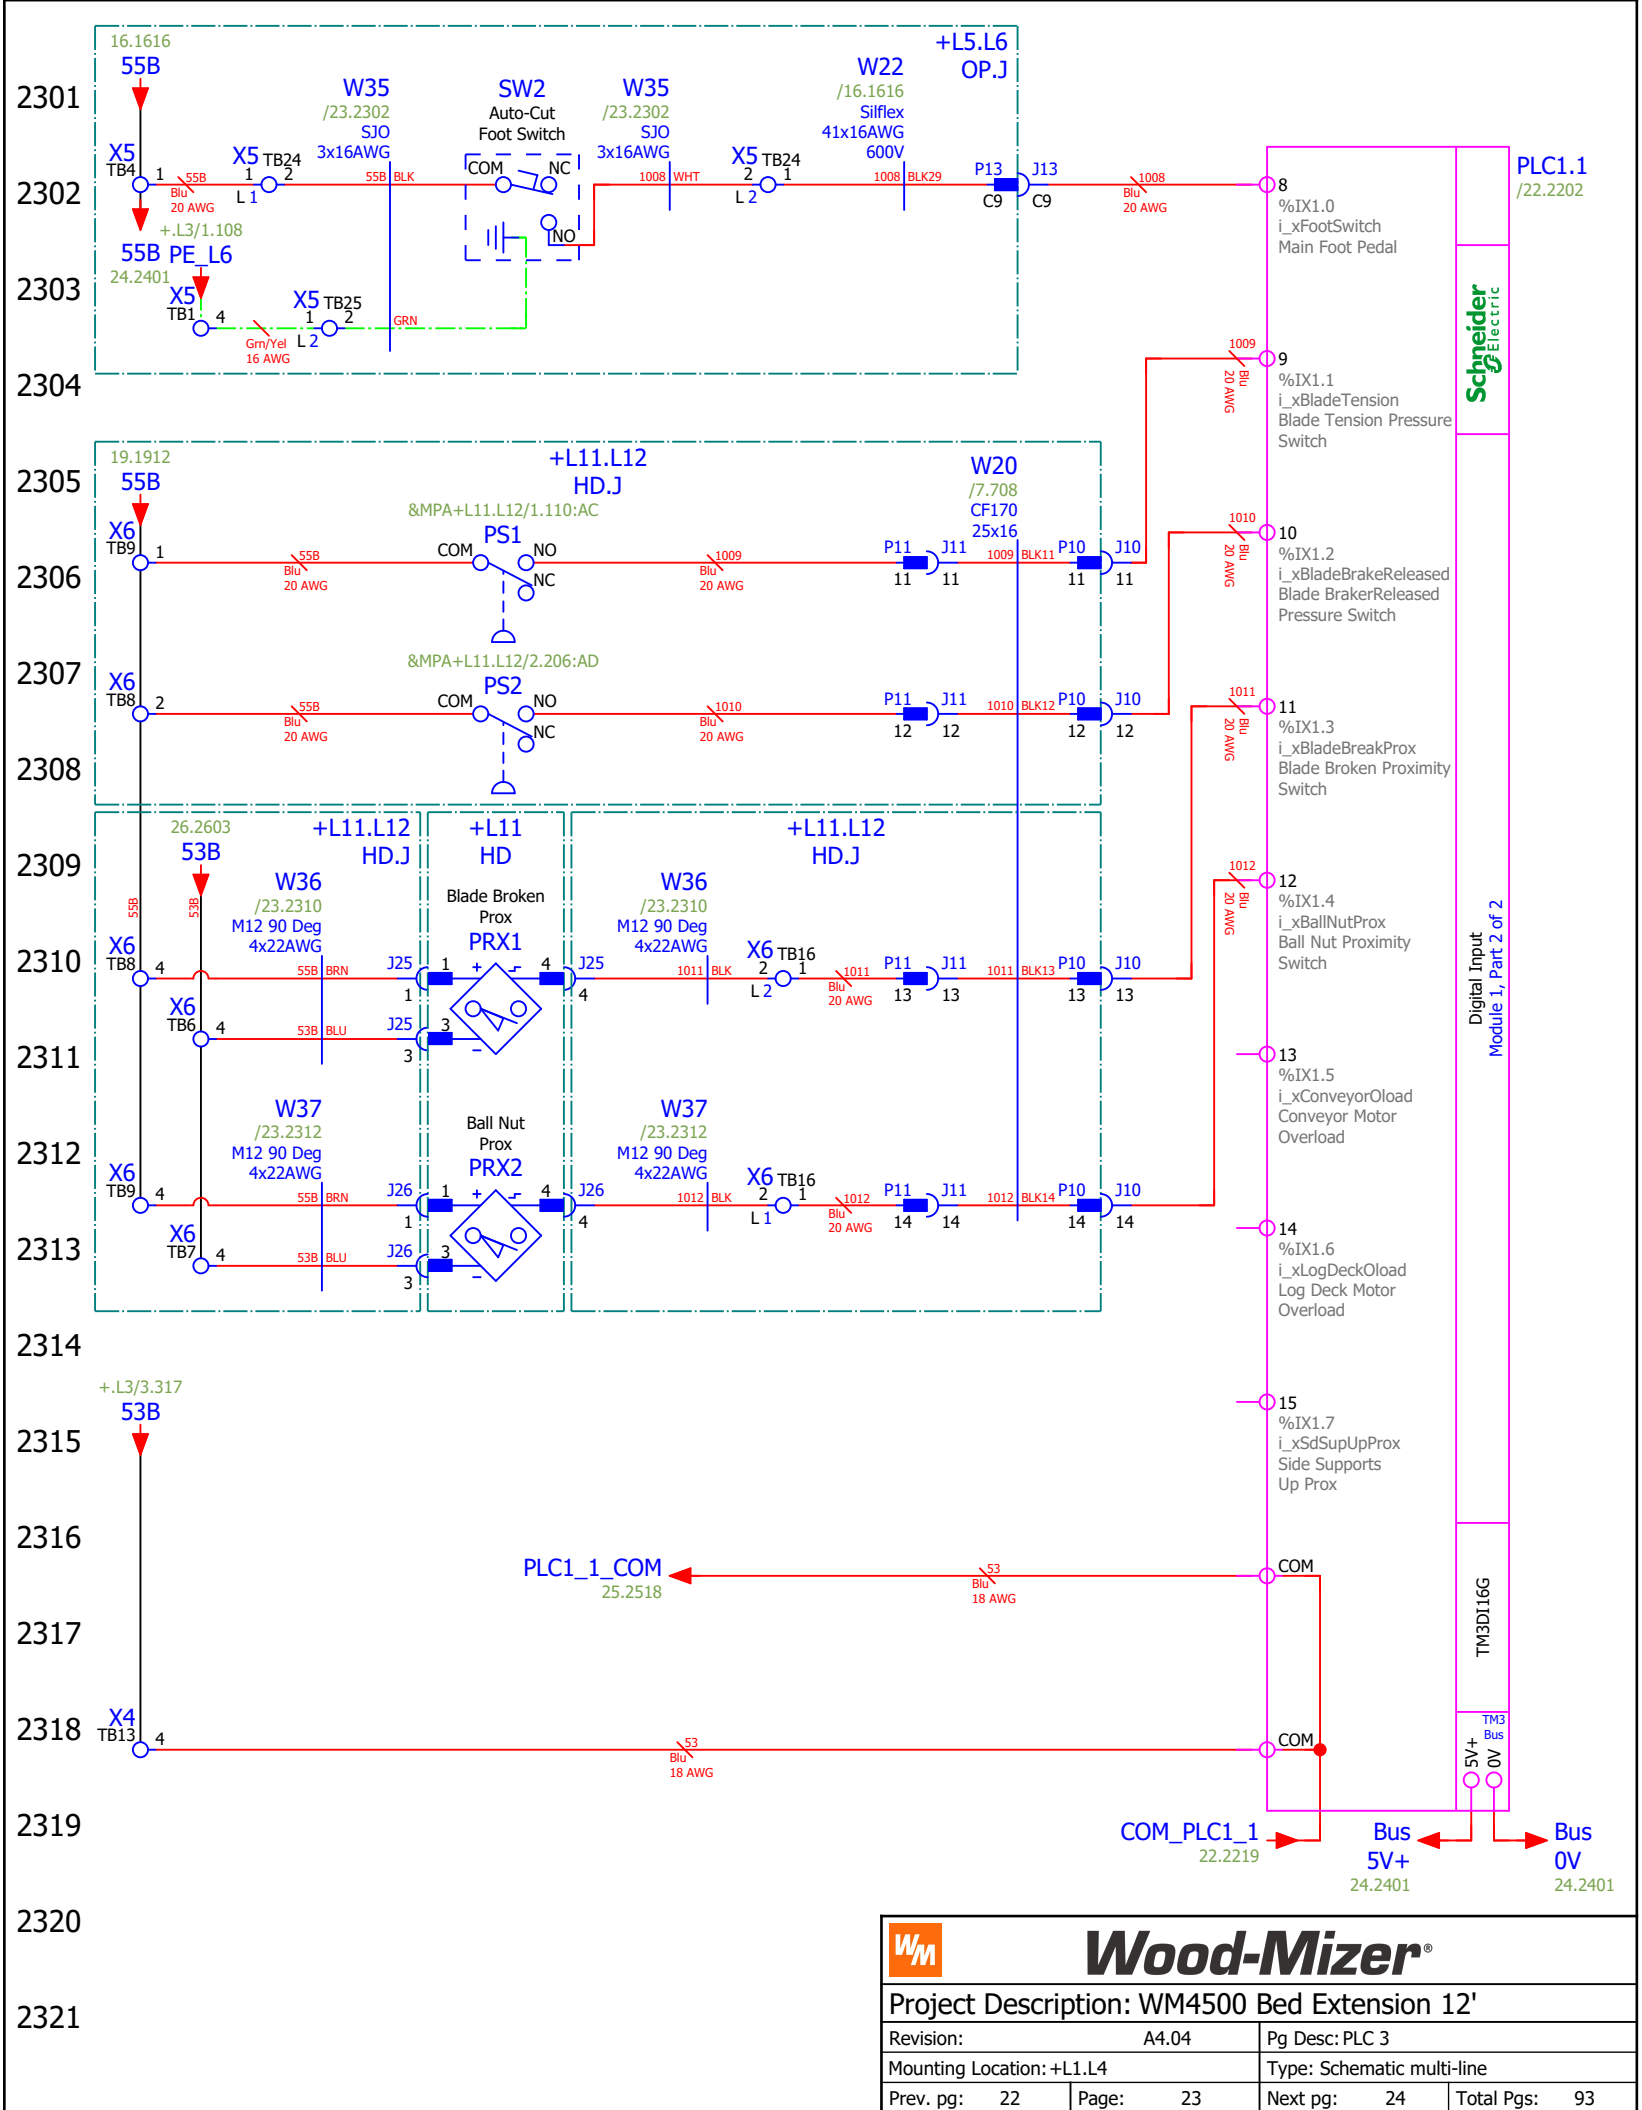 2301
2302
2303
2304
2305
2306
2307
2308
2309
2310
2311
2312
2313
2314
2315
2316
2317
2318
2319
2320
2321
16.1616
55B
X5
TB4
1
55B
Blu
20 AWG
X5 TB24
1 2
L 1
W35
/23.2302
SJO
3x16AWG
55B BLK
SW2
Auto-Cut
Foot Switch
COM NC
NO
W35
/23.2302
SJO
3x16AWG
1008 WHT
X5 TB24
2 1
L 2
W22
/16.1616
Silflex
41x16AWG
600V
1008 BLK29
+L5.L6
OP.J
P13 J13
C9 C9
1008
Blu
20 AWG
55B
24.2401
+.L3/1.108
PE_L6
X5
TB1
4
Grn/Yel
16 AWG
X5 TB25
1 2
L 2
GRN
19.1912
55B
+L11.L12
HD.J
&MPA+L11.L12/1.110:AC
PS1
X6
TB9
1
55B
Blu
20 AWG
COM NO
NC
1009
Blu
20 AWG
P11 J11
11 11
W20
/7.708
CF170
25x16
1009 BLK11
P10 J10
11 11
&MPA+L11.L12/2.206:AD
PS2
X6
TB8
2
55B
Blu
20 AWG
COM NO
NC
1010
Blu
20 AWG
P11 J11
12 12
1010 BLK12
P10 J10
12 12
55B
26.2603
53B
53B
+L11.L12
HD.J
+L11
HD
+L11.L12
HD.J
W36
/23.2310
M12 90 Deg
4x22AWG
Blade Broken
Prox
PRX1
W36
/23.2310
M12 90 Deg
4x22AWG
X6
TB8
4
55B BRN
J25
1
1
+
4
J25
4
1011 BLK
X6 TB16
2 1
L 2
1011
Blu
20 AWG
P11 J11
13 13
1011 BLK13
P10 J10
13 13
X6
TB6
4
53B BLU
J25
3
3
–
W37
/23.2312
M12 90 Deg
4x22AWG
Ball Nut
Prox
PRX2
W37
/23.2312
M12 90 Deg
4x22AWG
X6
TB9
4
55B BRN
J26
1
1
+
4
J26
4
1012 BLK
X6 TB16
2 1
L 1
1012
Blu
20 AWG
P11 J11
14 14
1012 BLK14
P10 J10
14 14
X6
TB7
4
53B BLU
J26
3
3
–
+.L3/3.317
53B
PLC1_1_COM
25.2518
53
Blu
18 AWG
X4
TB13
4
53
Blu
18 AWG
PLC1.1
/22.2202
8
%IX1.0
i_xFootSwitch
Main Foot Pedal
1009
Blu
20 AWG
9
%IX1.1
i_xBladeTension
Blade Tension Pressure
Switch
1010
Blu
20 AWG
10
%IX1.2
i_xBladeBrakeReleased
Blade BrakerReleased
Pressure Switch
1011
Blu
20 AWG
11
%IX1.3
i_xBladeBreakProx
Blade Broken Proximity
Switch
1012
Blu
20 AWG
12
%IX1.4
i_xBallNutProx
Ball Nut Proximity
Switch
13
%IX1.5
i_xConveyorOload
Conveyor Motor
Overload
14
%IX1.6
i_xLogDeckOload
Log Deck Motor
Overload
15
%IX1.7
i_xSdSupUpProx
Side Supports
Up Prox
COM
COM
Schneider
Electric
Digital Input
Module 1, Part 2 of 2
TM3DI16G
TM3
Bus
5V+
0V
COM_PLC1_1
22.2219
Bus
5V+
24.2401
Bus
0V
24.2401
WM
Wood-Mizer®
Project Description: WM4500 Bed Extension 12'
Revision: A4.04
Pg Desc: PLC 3
Mounting Location: +L1.L4
Type: Schematic multi-line
Prev. pg: 22
Page: 23
Next pg: 24
Total Pgs: 93